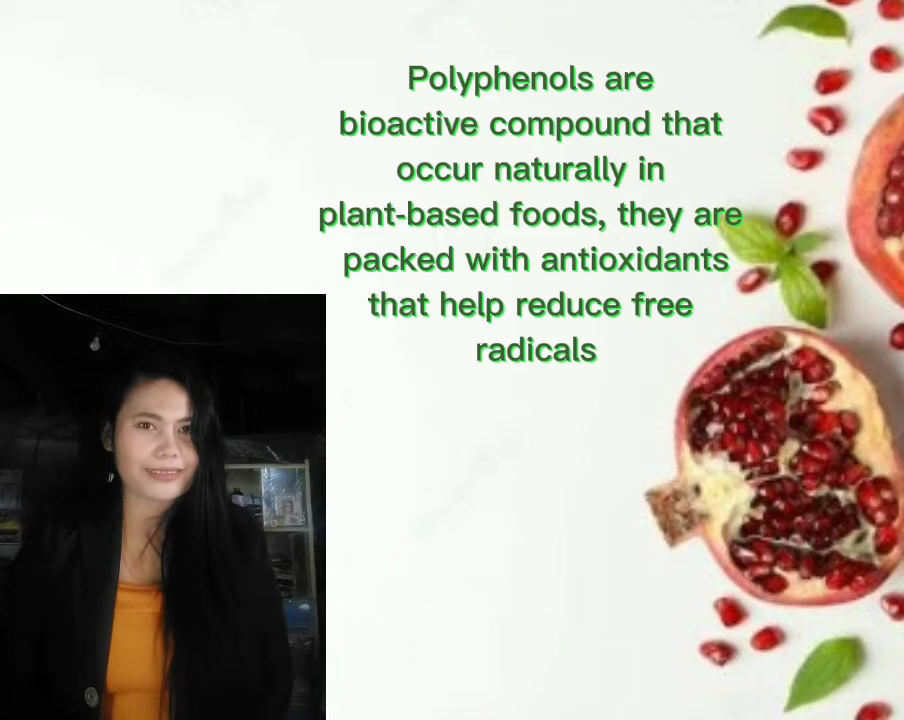 Polyphenols are
bioactive compound that
occur naturally in
plant-based foods, they are
packed with antioxidants
that help reduce free
radicals